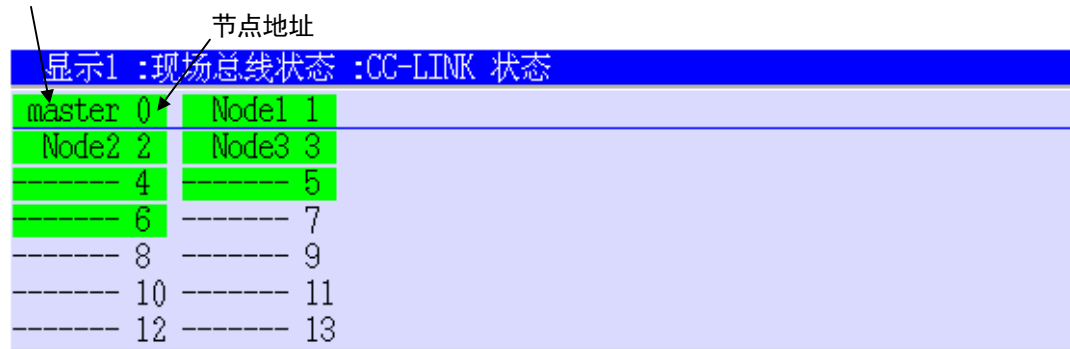 节点地址
显示1 :现场总线状态 :CC-LINK 状态
master 0 Node1 1
Node2 2 Node3 3
------- 4 ------- 5
------- 6 ------- 7
------- 8 ------- 9
------- 10 ------- 11
------- 12 ------- 13